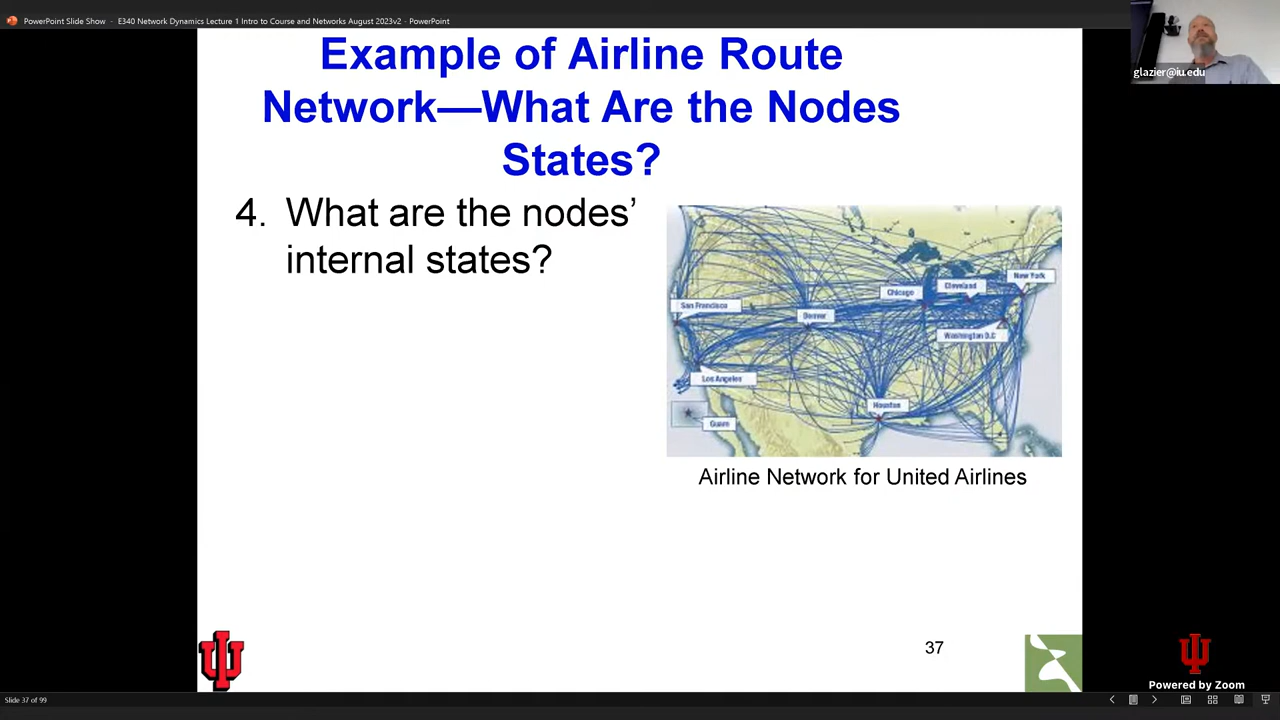 PowerPoint Slide Show - E340 Network Dynamics Lecture 1 Intro to Course and Networks August 2023v2 - PowerPoint
glazier@iu.edu
Example of Airline Route
Network—What Are the Nodes
States?
4. What are the nodes’
internal states?
New York
Cleveland
Chicago
San Francisco
Denver
Washington D.C
Los Angeles
Houston
Guam
Airline Network for United Airlines
37
Powered by Zoom
Slide 37 of 99